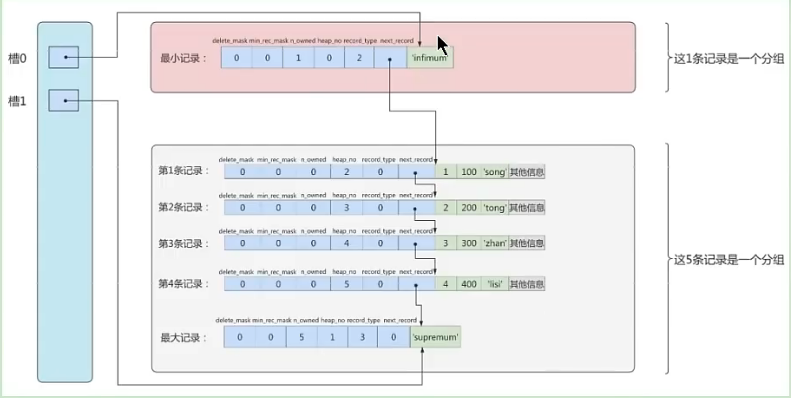 delete_mask min_rec_mask n_owned heap_no record_type next_record
槽0
最小记录： 0 0 1 0 2 'infimum'
这1条记录是一个分组
槽1
delete_mask min_rec_mask n_owned heap_no record_type next_record
第1条记录： 0 0 0 2 0 1 100 'song' 其他信息
delete_mask min_rec_mask n_owned heap_no record_type next_record
第2条记录： 0 0 0 3 0 2 200 'tong' 其他信息
delete_mask min_rec_mask n_owned heap_no record_type next_record
第3条记录： 0 0 0 4 0 3 300 'zhan' 其他信息
这5条记录是一个分组
delete_mask min_rec_mask n_owned heap_no record_type next_record
第4条记录： 0 0 0 5 0 4 400 'lisi' 其他信息
delete_mask min_rec_mask n_owned heap_no record_type next_record
最大记录： 0 0 5 1 3 0 'supremum'